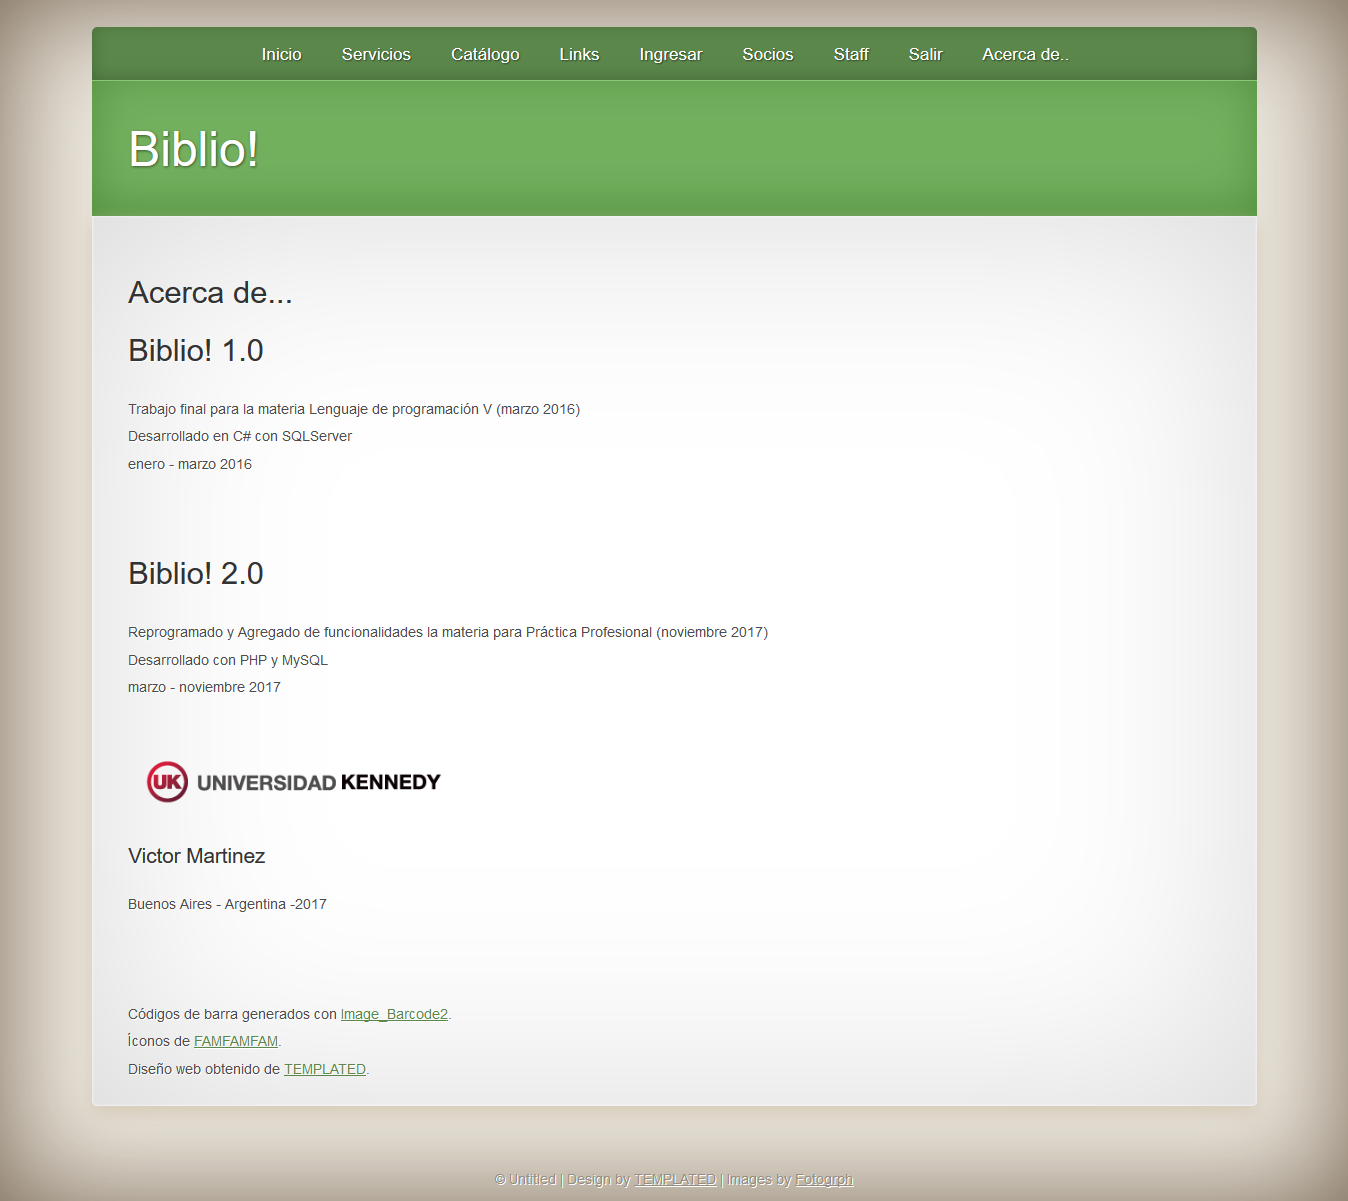 Inicio Servicios Catálogo Links Ingresar Socios Staff Salir Acerca de..
Biblio!
Acerca de...
Biblio! 1.0
Trabajo final para la materia Lenguaje de programación V (marzo 2016)
Desarrollado en C# con SQLServer
enero - marzo 2016
Biblio! 2.0
Reprogramado y Agregado de funcionalidades la materia para Práctica Profesional (noviembre 2017)
Desarrollado con PHP y MySQL
marzo - noviembre 2017
UK UNIVERSIDAD KENNEDY
Victor Martinez
Buenos Aires - Argentina -2017
Códigos de barra generados con Image_Barcode2.
Íconos de FAMFAMFAM.
Diseño web obtenido de TEMPLATED.
© Untitled | Design by TEMPLATED | Images by Fotogrph